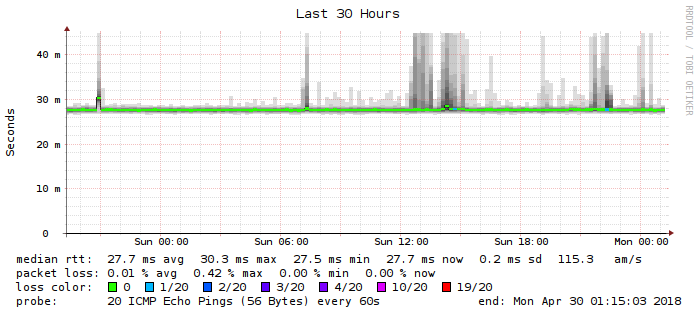 Last 30 Hours
RRDTOOL / TOBI OETIKER
Seconds
40 m
30 m
20 m
10 m
0
Sun 00:00 Sun 06:00 Sun 12:00 Sun 18:00 Mon 00:00
median rtt: 27.7 ms avg 30.3 ms max 27.5 ms min 27.7 ms now 0.2 ms sd 115.3 am/s
packet loss: 0.01 % avg 0.42 % max 0.00 % min 0.00 % now
loss color: 0 1/20 2/20 3/20 4/20 10/20 19/20
probe: 20 ICMP Echo Pings (56 Bytes) every 60s end: Mon Apr 30 01:15:03 2018